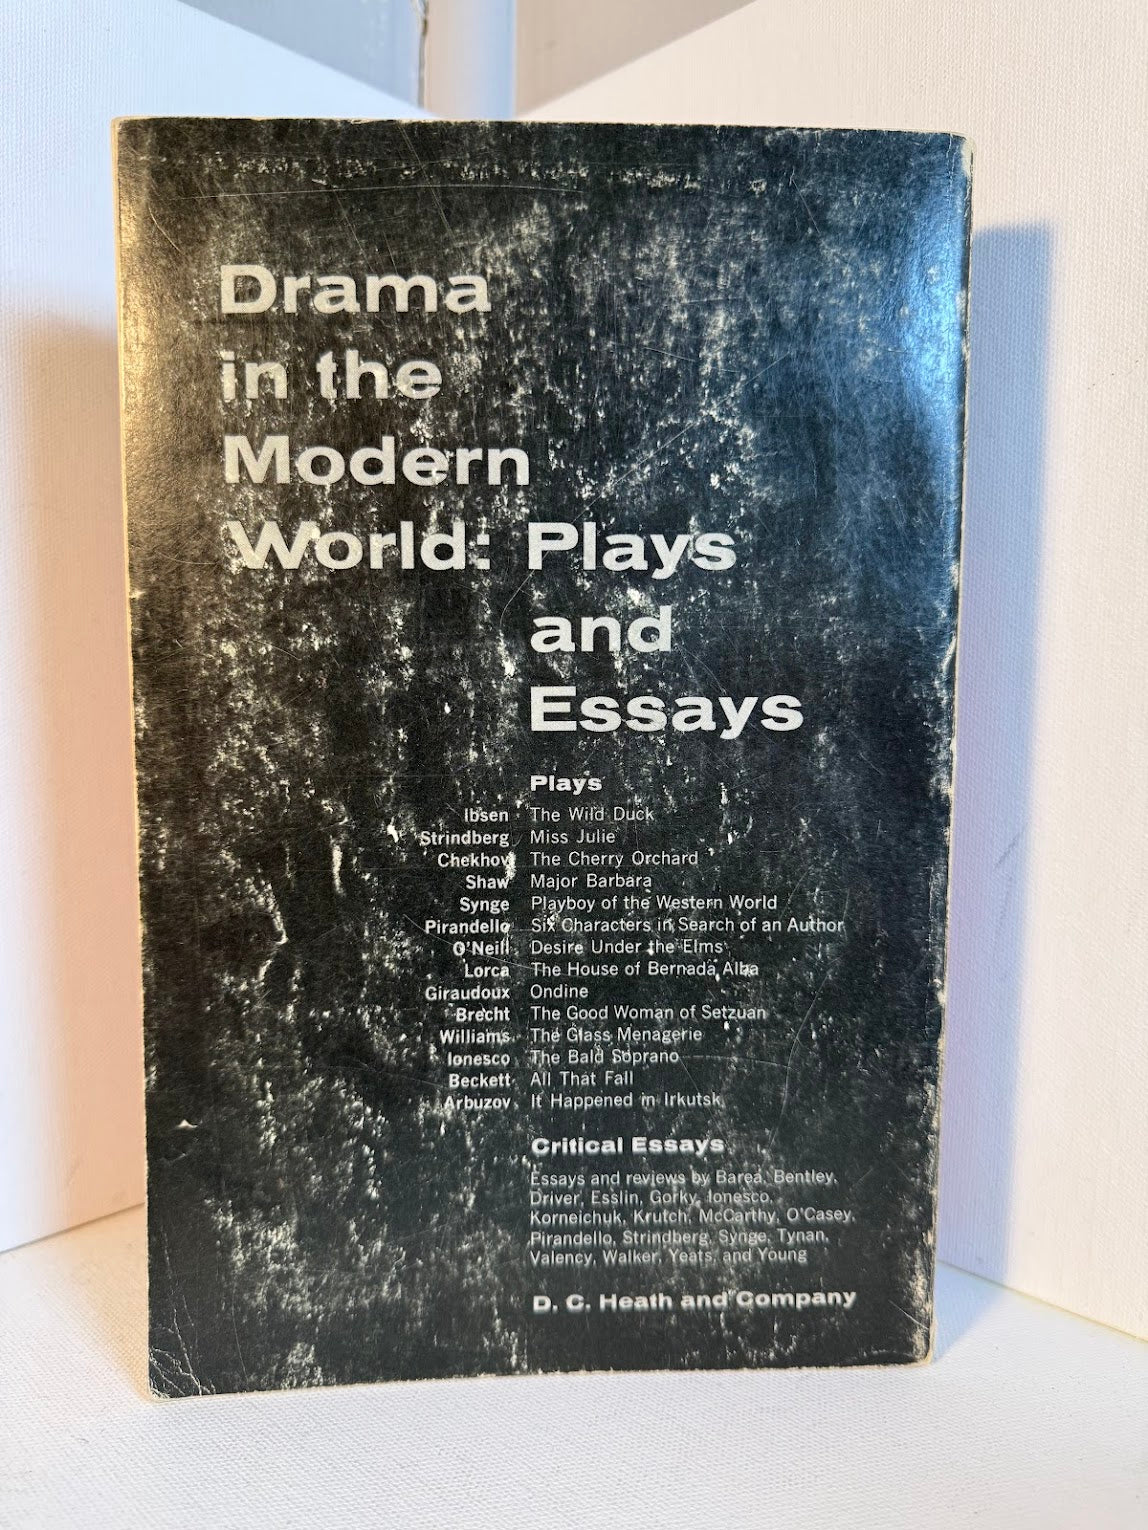 Drama
in the
Modern
World: Plays
and
Essays
Plays
Ibsen The Wild Duck
Strindberg Miss Julie
Chekhov The Cherry Orchard
Shaw Major Barbara
Synge Playboy of the Western World
Pirandello Six Characters in Search of an Author
O'Neill Desire Under the Elms
Lorca The House of Bernada Alba
Giraudoux Ondine
Brecht The Good Woman of Setzuan
Williams The Glass Menagerie
Ionesco The Bald Soprano
Beckett All That Fall
Arbuzov It Happened in Irkutsk
Critical Essays
Essays and reviews by Barea, Bentley,
Driver, Esslin, Gorky, Ionesco,
Korneichuk, Krutch, McCarthy, O'Casey,
Pirandello, Strindberg, Synge, Tynan,
Valency, Walker, Yeats, and Young
D. C. Heath and Company